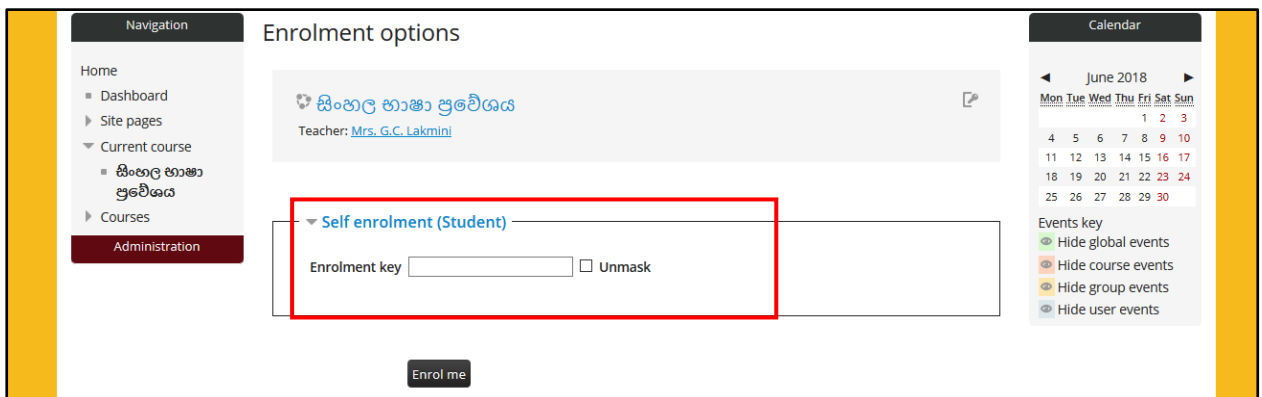 Navigation
Home
Dashboard
Site pages
Current course
සිංහල භාෂා
ප්‍රවේශය
Courses
Administration
Enrolment options
සිංහල භාෂා ප්‍රවේශය
Teacher: Mrs. G.C. Lakmini
Self enrolment (Student)
Enrolment key
Unmask
Enrol me
Calendar
◄ June 2018 ►
Mon Tue Wed Thu Fri Sat Sun
1 2 3
4 5 6 7 8 9 10
11 12 13 14 15 16 17
18 19 20 21 22 23 24
25 26 27 28 29 30
Events key
Hide global events
Hide course events
Hide group events
Hide user events